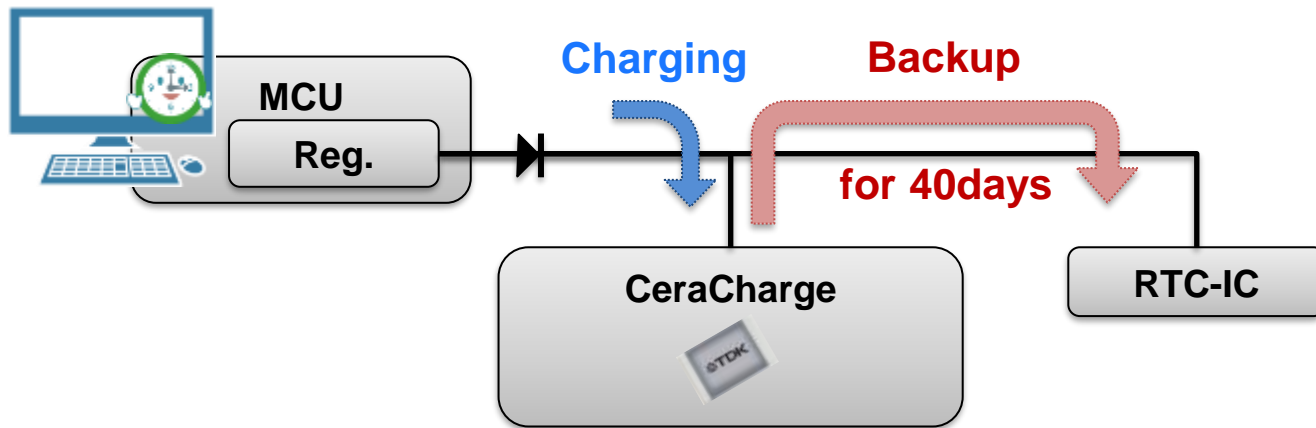 Charging
Backup
MCU
Reg.
for 40days
CeraCharge
TDK
RTC-IC